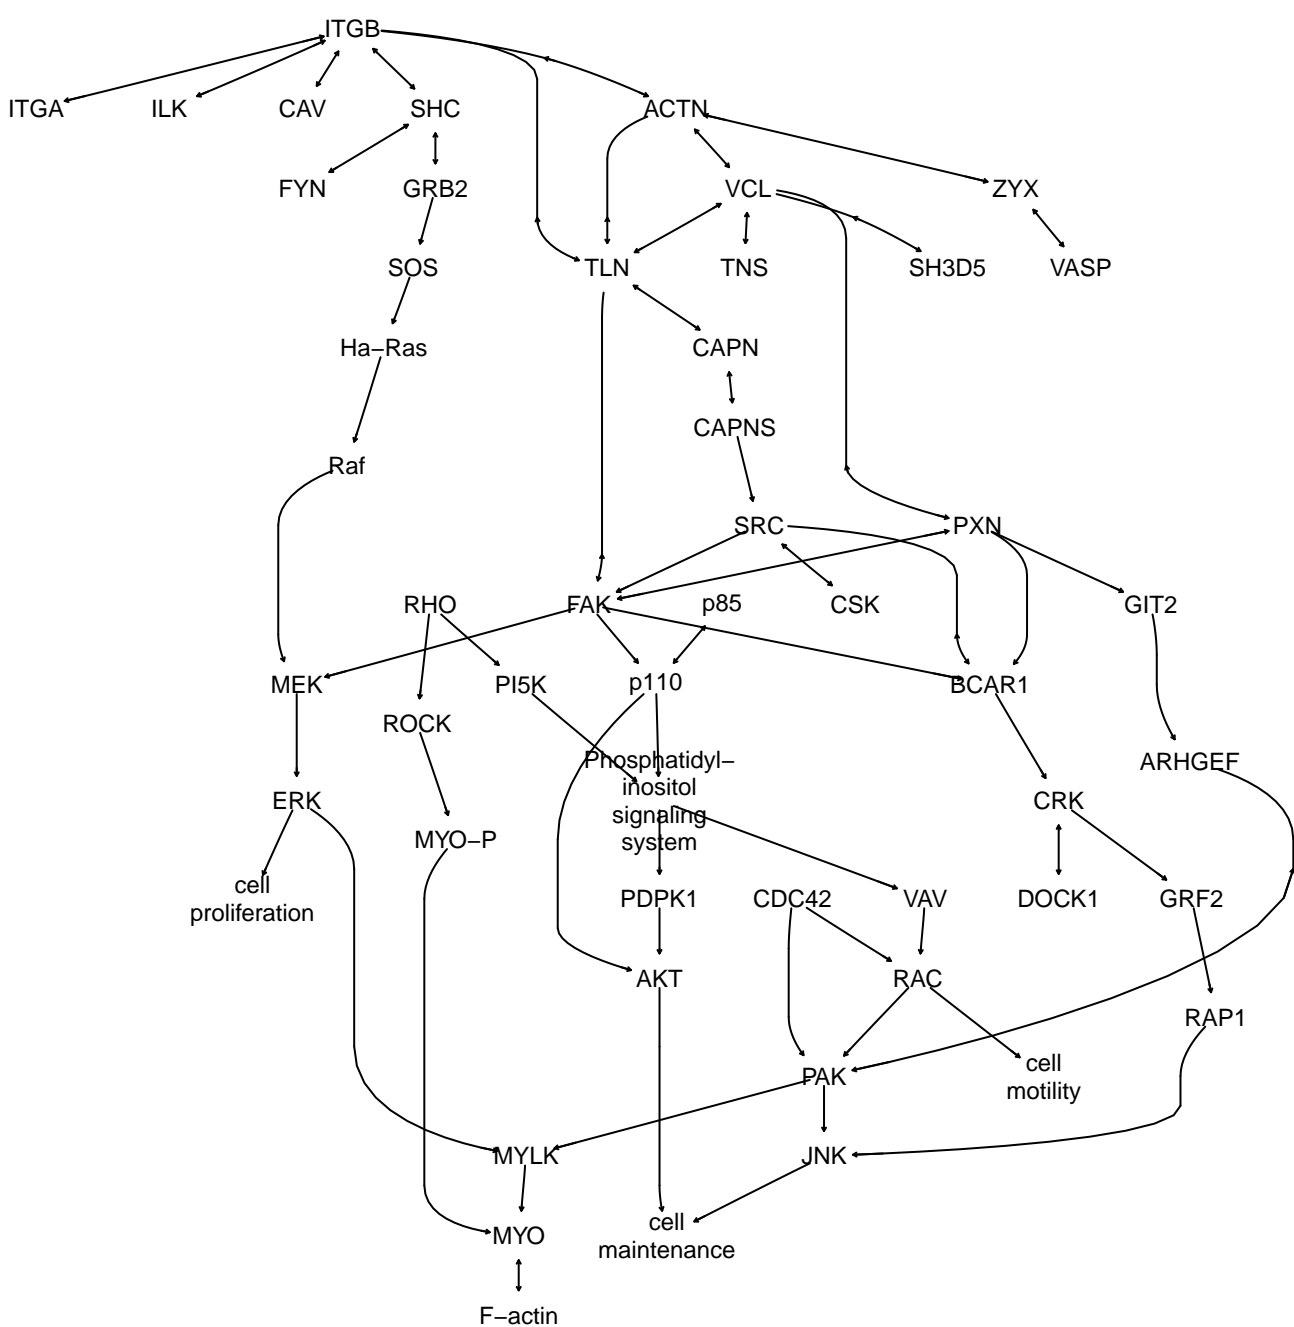 ITGB
ITGA
ILK
CAV
SHC
ACTN
FYN
GRB2
VCL
ZYX
SOS
TLN
TNS
SH3D5
VASP
Ha–Ras
CAPN
CAPNS
Raf
SRC
PXN
RHO
FAK
p85
CSK
GIT2
MEK
PI5K
p110
BCAR1
ROCK
Phosphatidyl–
inositol
signaling
system
ARHGEF
ERK
CRK
MYO–P
cell
proliferation
PDPK1
CDC42
VAV
DOCK1
GRF2
AKT
RAC
RAP1
PAK
cell
motility
MYLK
JNK
MYO
cell
maintenance
F–actin